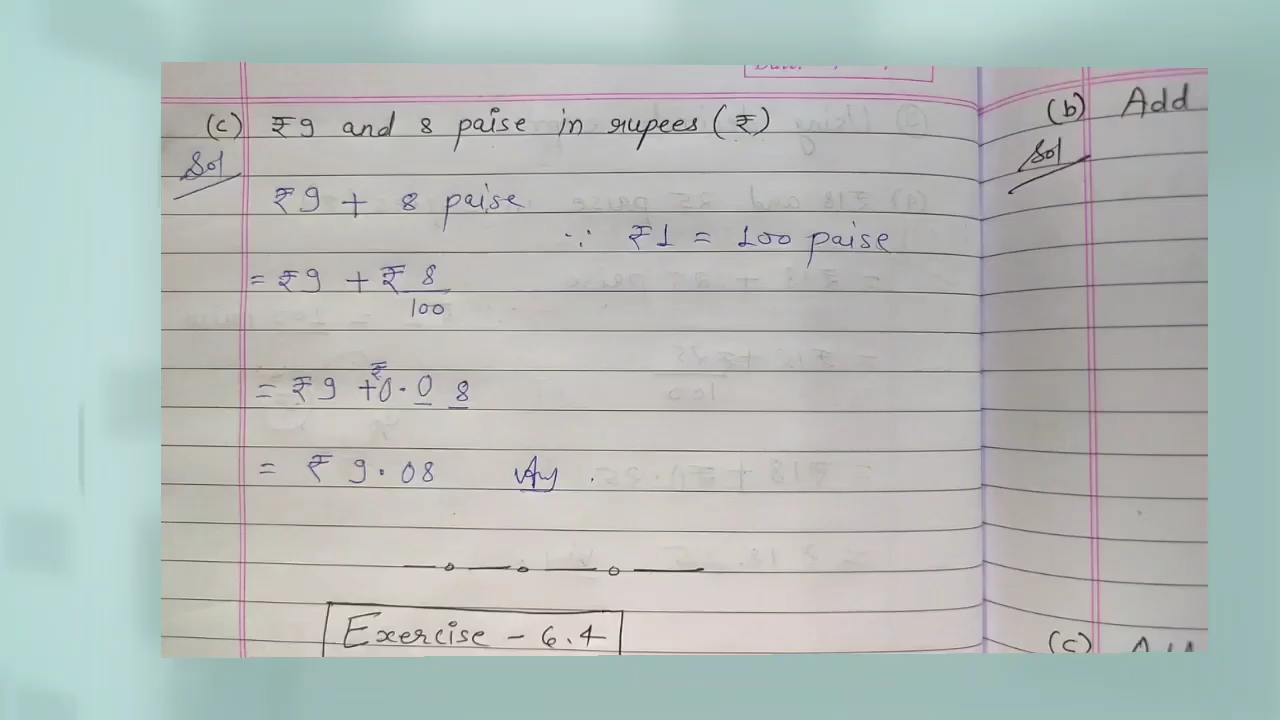 (c) ₹9 and 8 paise in rupees (₹)
Sol
₹9 + 8 paise
∵ ₹1 = 100 paise
= ₹9 + ₹ 8
100
= ₹9 + ₹0.08
= ₹ 9.08 Ans.
Exercise - 6.4
(b) Add
Sol
(c) Add